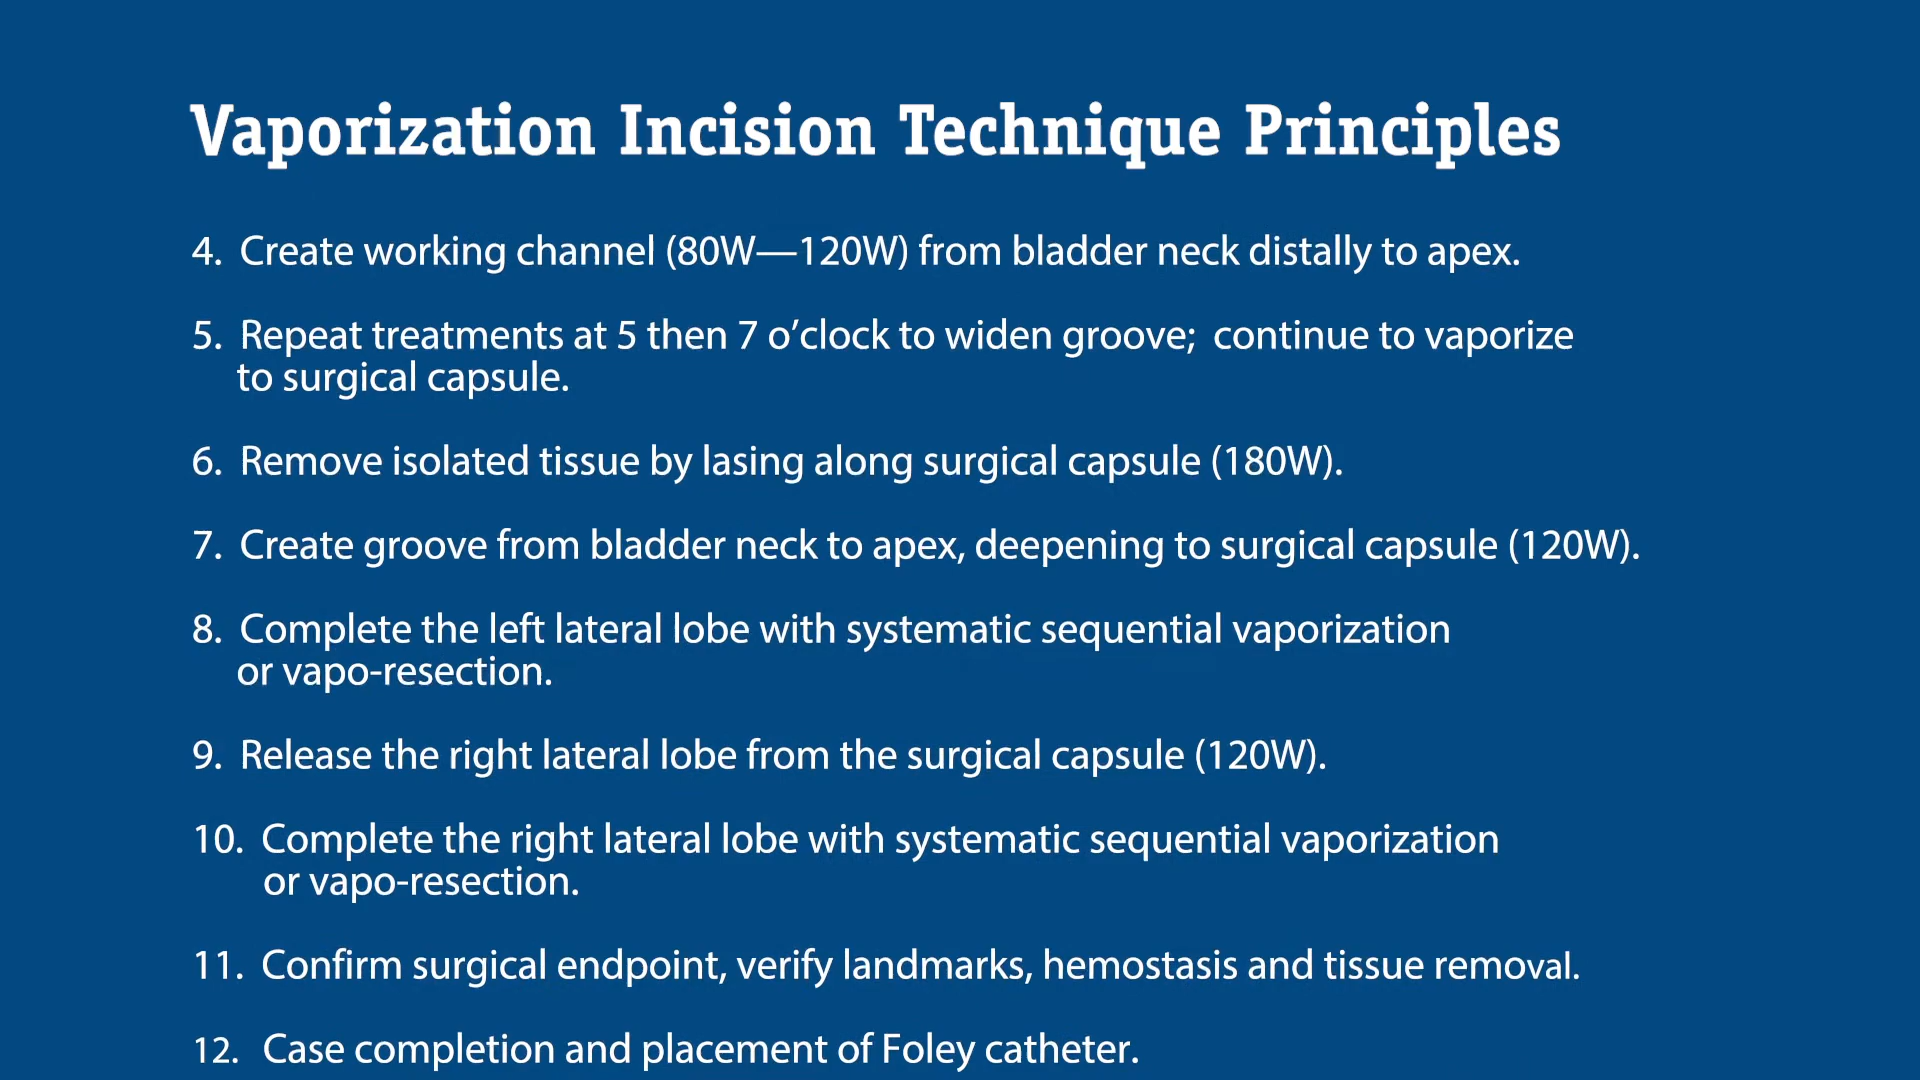 Vaporization Incision Technique Principles
4. Create working channel (80W—120W) from bladder neck distally to apex.
5. Repeat treatments at 5 then 7 o’clock to widen groove; continue to vaporize
to surgical capsule.
6. Remove isolated tissue by lasing along surgical capsule (180W).
7. Create groove from bladder neck to apex, deepening to surgical capsule (120W).
8. Complete the left lateral lobe with systematic sequential vaporization
or vapo-resection.
9. Release the right lateral lobe from the surgical capsule (120W).
10. Complete the right lateral lobe with systematic sequential vaporization
or vapo-resection.
11. Confirm surgical endpoint, verify landmarks, hemostasis and tissue removal.
12. Case completion and placement of Foley catheter.